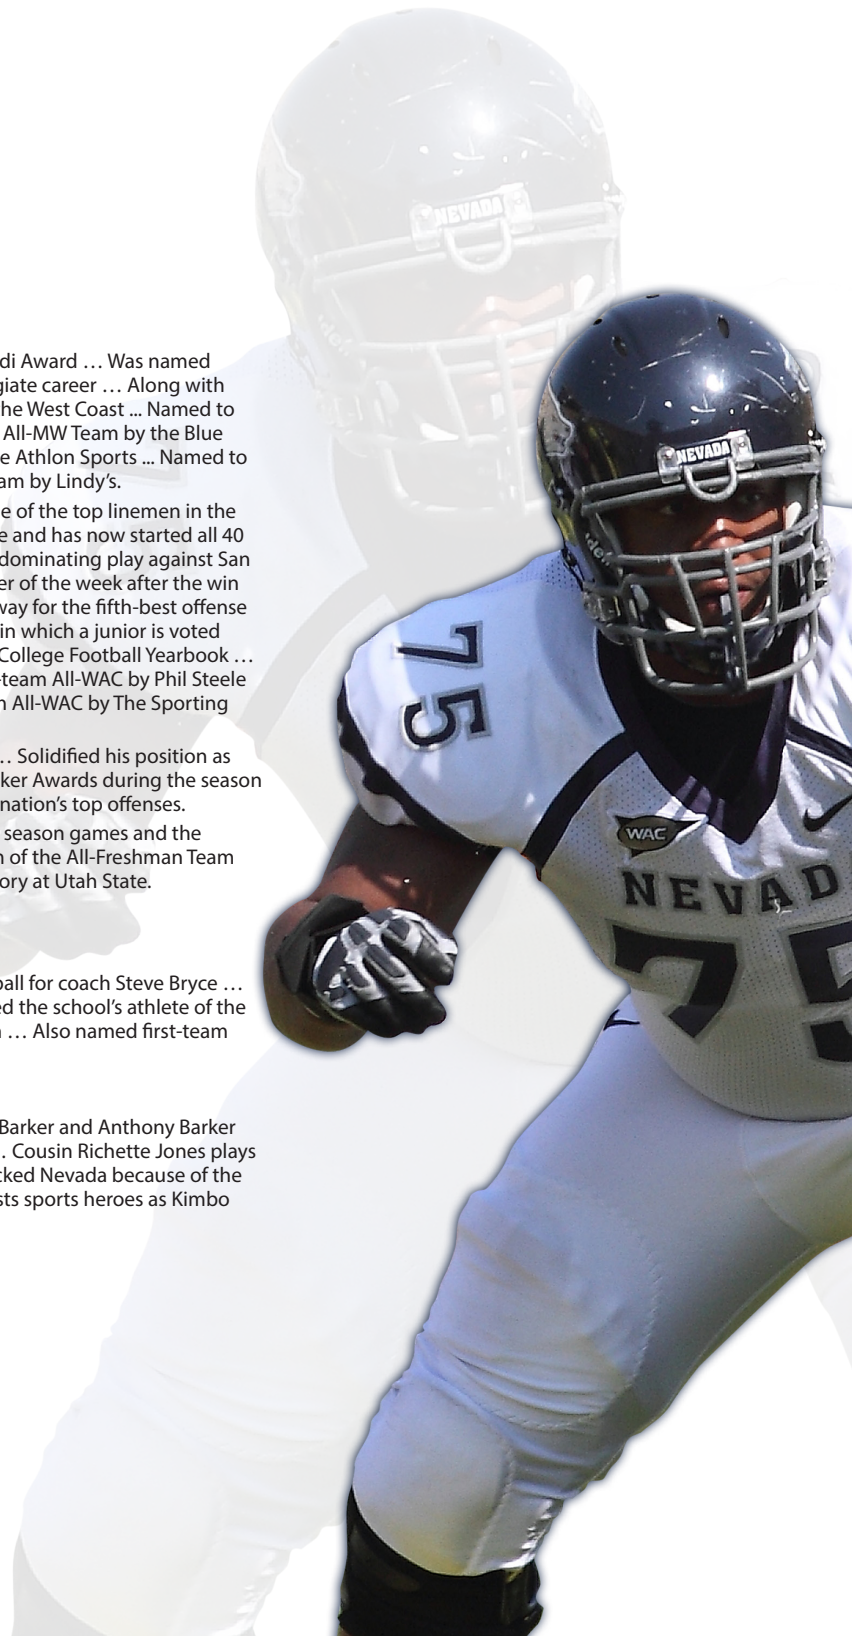 di Award … Was named
giate career … Along with
he West Coast ... Named to
All-MW Team by the Blue
e Athlon Sports ... Named to
am by Lindy’s.
e of the top linemen in the
e and has now started all 40
dominating play against San
er of the week after the win
way for the fifth-best offense
in which a junior is voted
College Football Yearbook …
-team All-WAC by Phil Steele
n All-WAC by The Sporting
… Solidified his position as
ker Awards during the season
nation’s top offenses.
season games and the
n of the All-Freshman Team
ory at Utah State.
ball for coach Steve Bryce …
ed the school’s athlete of the
n … Also named first-team
Barker and Anthony Barker
. Cousin Richette Jones plays
cked Nevada because of the
sts sports heroes as Kimbo
NEVADA
NEVADA
75
WAC
NEVAD
75